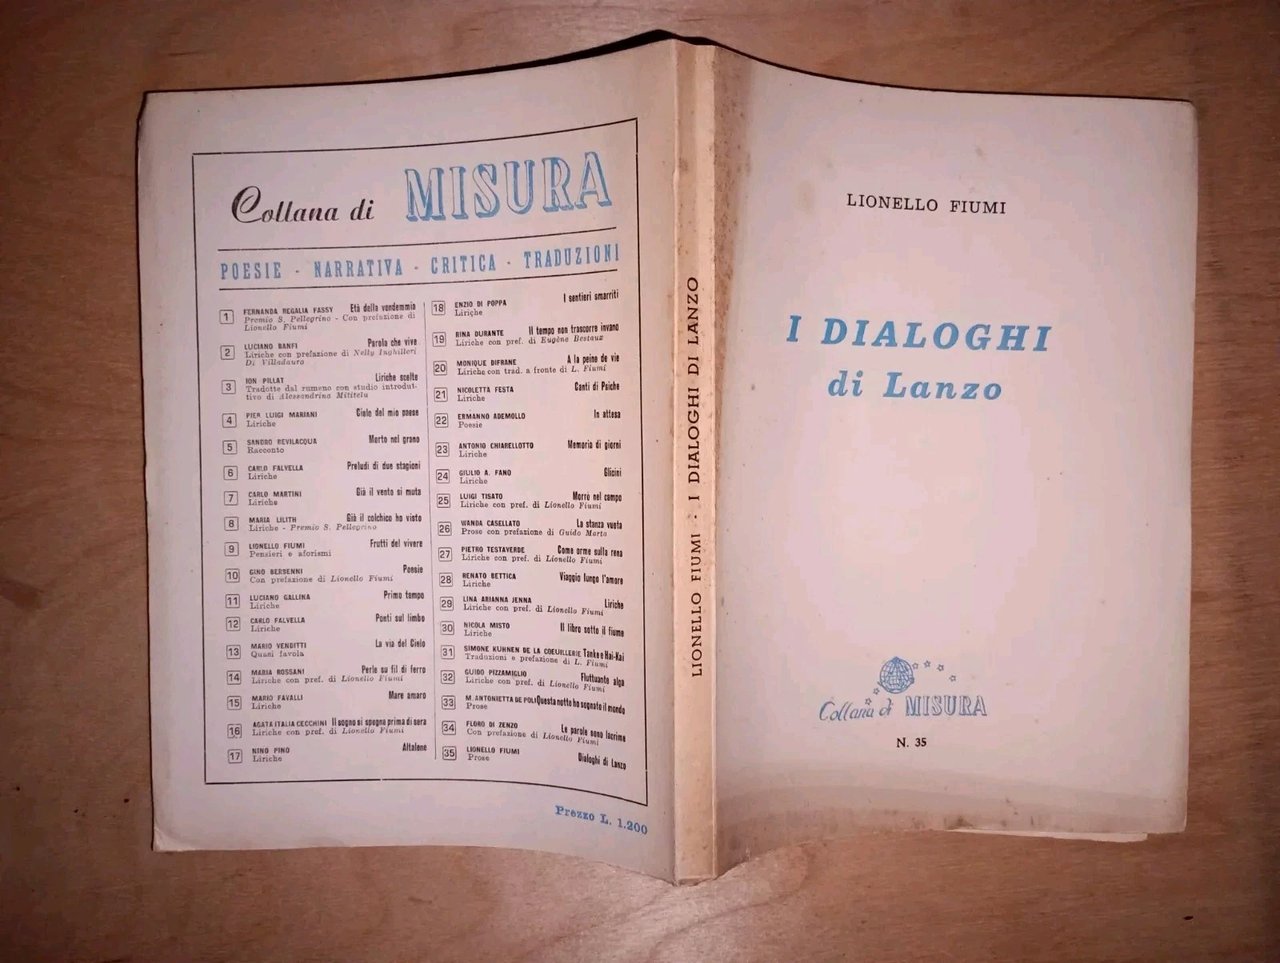 Collana di MISURA
POESIE - NARRATIVA - CRITICA - TRADUZIONI
1 FERNANDA REGALIA FASSY Età della vendemmia
Premio S. Pellegrino - Con prefazione di
Lionello Fiumi
2 LUCIANO BANFI Parola che vive
Liriche con prefazione di Nelly Inghilleri
D. Villadauro
3 ION PILLAT Liriche scelte
Tradotte dal rumeno con studio introdut-
tivo di Alessandrina Mititelu
4 PIER LUIGI MARIANI Cielo del mio paese
Liriche
5 SANDRO BEVILACQUA Morto nel grano
Racconto
6 CARLO FALVELLA Preludi di due stagioni
Liriche
7 CARLO MARTINI Già il vento si muta
Liriche
8 MARIA LILITH Già il colchico ho visto
Liriche - Premio S. Pellegrino
9 LIONELLO FIUMI Frutti del vivere
Pensieri e aforismi
10 GINO BERSENNI Poesie
Con prefazione di Lionello Fiumi
11 LUCIANO GALLINA Primo tempo
Liriche
12 CARLO FALVELLA Poeti sul limbo
Liriche
13 MARIO VENDITTI La via del Cielo
Quasi favola
14 MARIA ROSSANI Perle su fil di ferro
Liriche con pref. di Lionello Fiumi
15 MARIO FAVALLI Mare amaro
Liriche
16 AGATA ITALIA CECCHINI Il sogno si spegne prima di sera
Liriche con pref. di Lionello Fiumi
17 NINO PINO Altalene
Liriche
18 ENZIO DI POPPA I sentieri smarriti
Liriche
19 RINA DURANTE Il tempo non trascorre invano
Liriche con pref. di Eugène Bestaux
20 MONIQUE DIFRANE A la peine de vie
Liriche con trad. a fronte di L. Fiumi
21 NICOLETTA FESTA Canti di Psiche
Liriche
22 ERMANNO ADEMOLLO In attesa
Poesie
23 ANTONIO CHIARELLOTTO Memoria di giorni
Liriche
24 GIULIO A. FANO Glicini
Liriche
25 LUIGI TISATO Morrò nel campo
Liriche con pref. di Lionello Fiumi
26 WANDA CASELLATO La stanza vuota
Prose con prefazione di Guido Marta
27 PIETRO TESTAVERDE Come orme sulla rena
Liriche con pref. di Lionello Fiumi
28 RENATO BETTICA Viaggio lungo l'amore
Liriche
29 LINA ARIANNA JENNA Liriche
Liriche con pref. di Lionello Fiumi
30 NICOLA MISTO Il libro sotto il fiume
Liriche
31 SIMONE KUHNEN DE LA COEUILLERIE Tanke e Hai-Kai
Traduzioni e prefazione di L. Fiumi
32 GUIDO PIZZAMIGLIO Fluttuante alga
Liriche con pref. di Lionello Fiumi
33 M. ANTONIETTA DE POLI Questa notte ho sognato il mondo
Prose
34 FLORO DI ZENZO Le parole sono lacrime
Con prefazione di Lionello Fiumi
35 LIONELLO FIUMI Dialoghi di Lanzo
Prose
Prezzo L. 1.200
LIONELLO FIUMI - I DIALOGHI DI LANZO
LIONELLO FIUMI
I DIALOGHI
di Lanzo
Collana di MISURA
N. 35